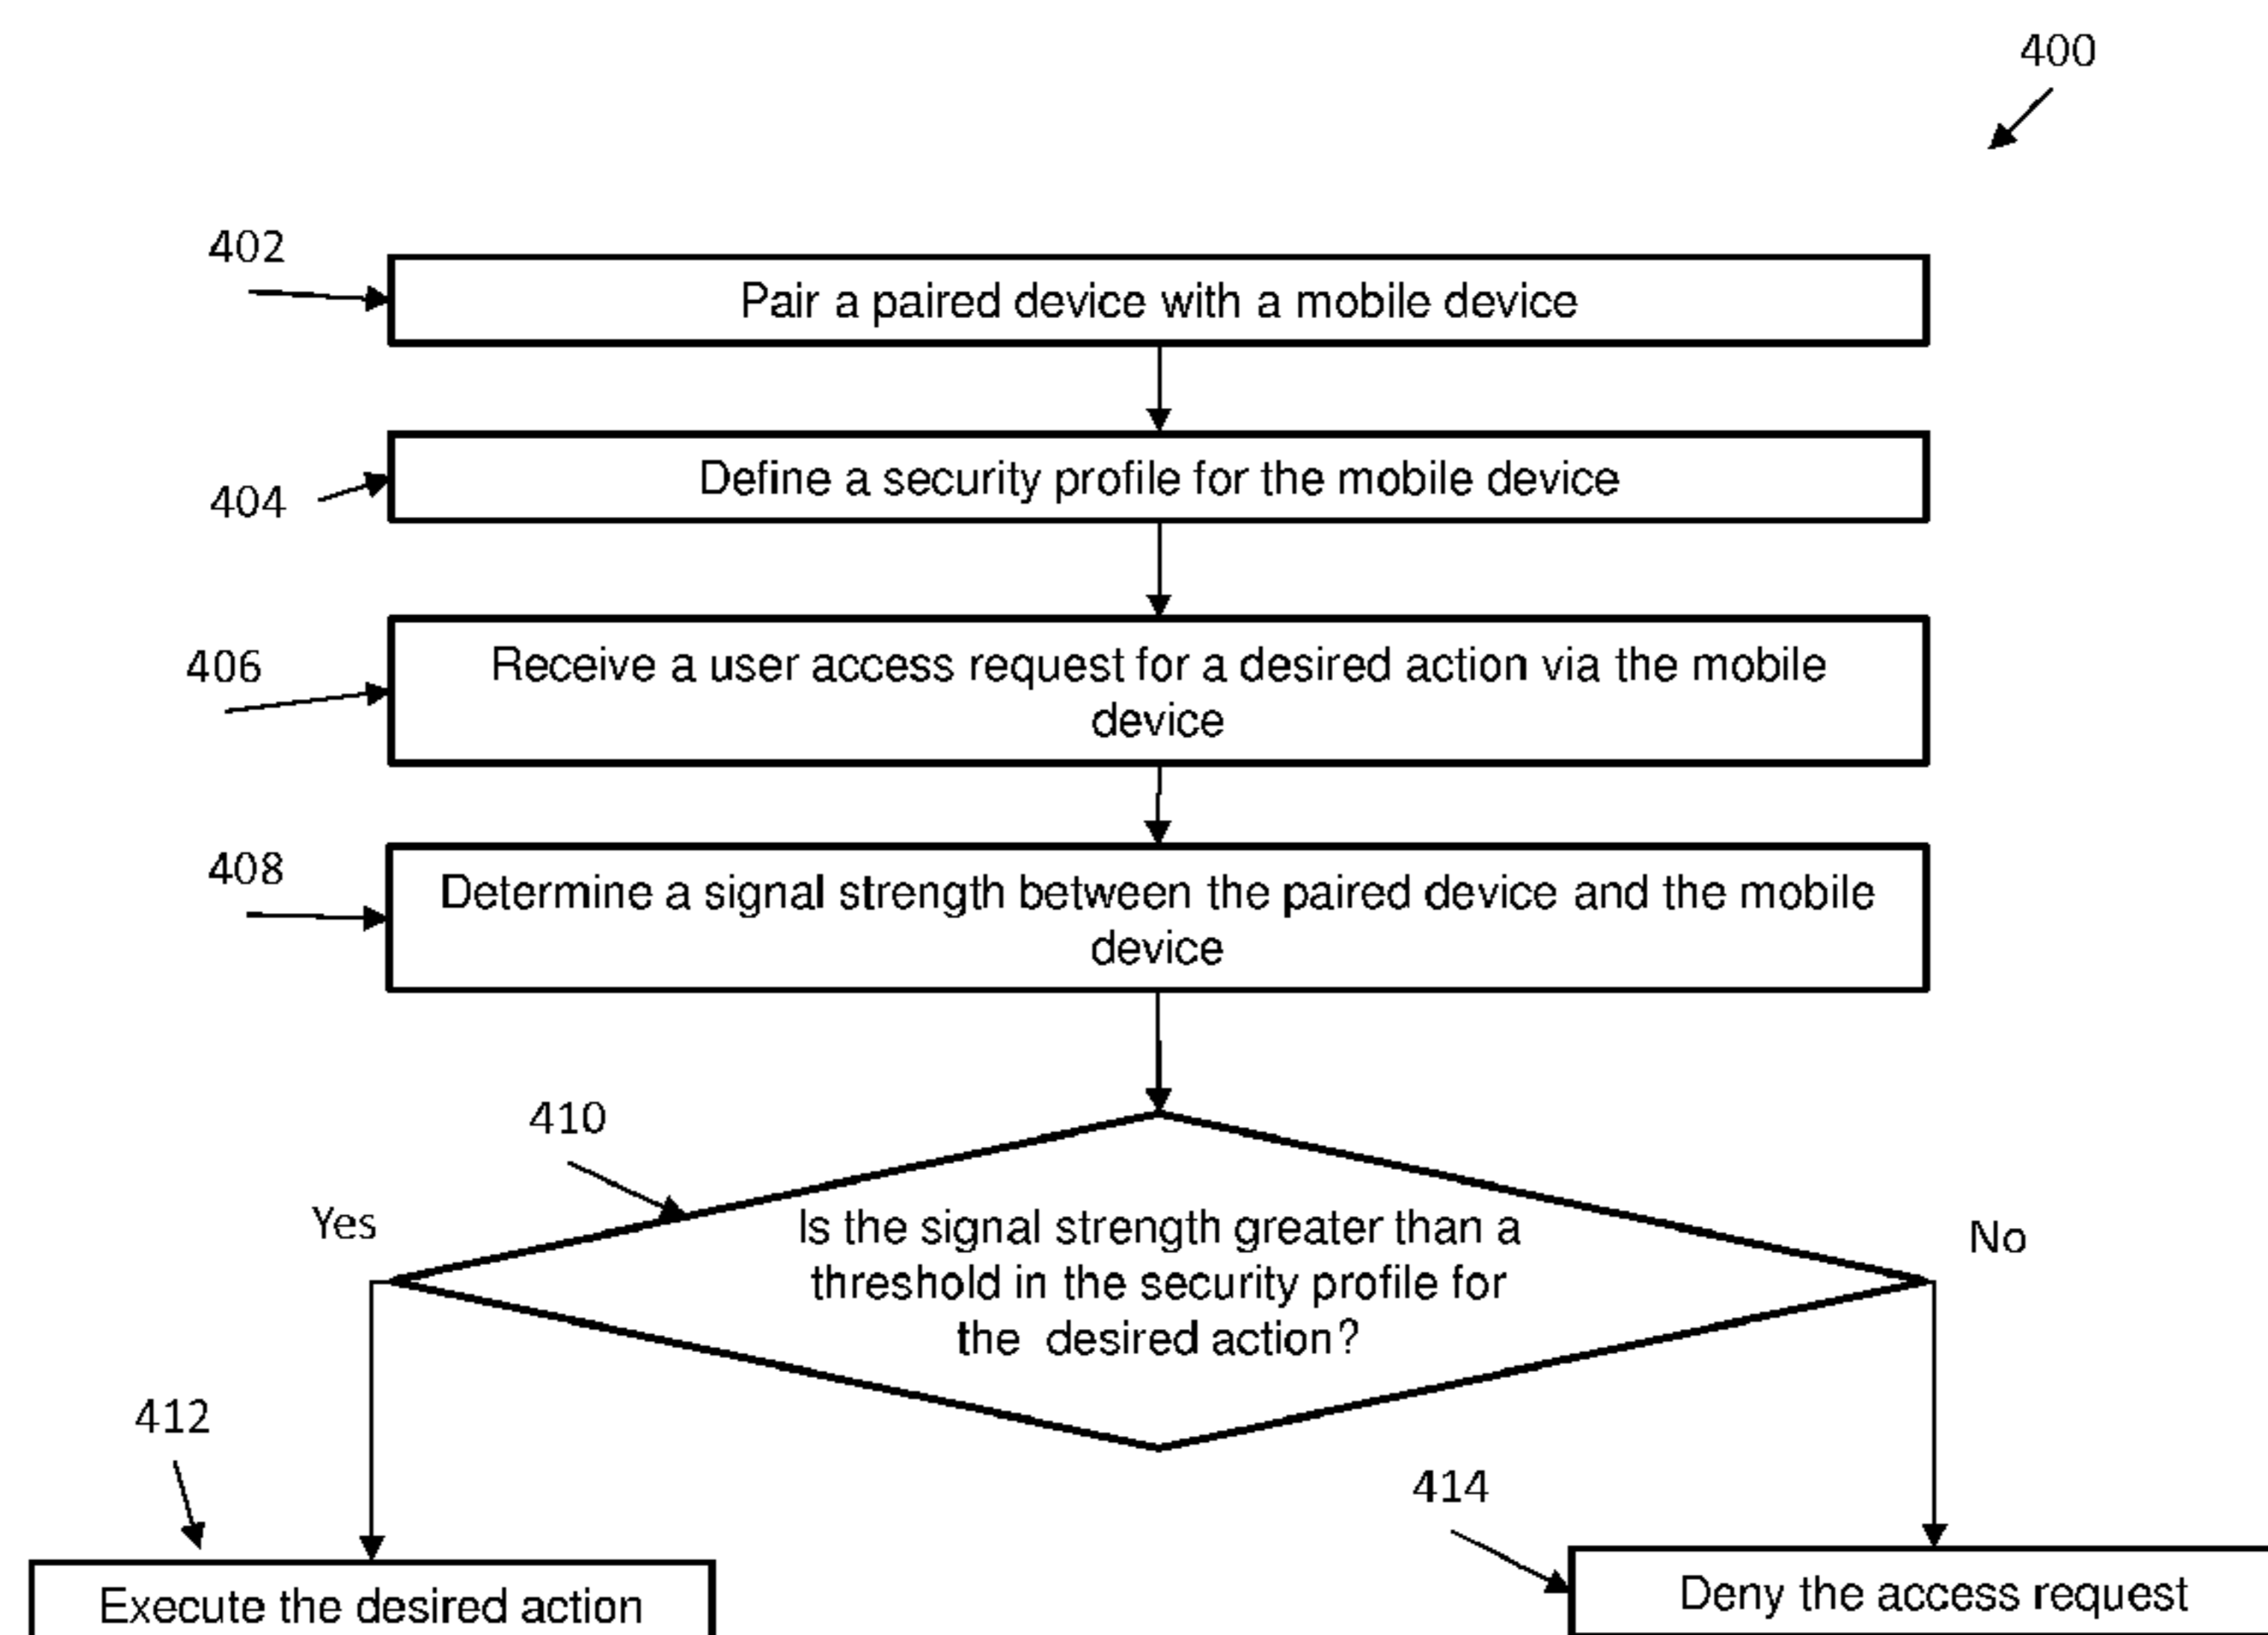 400
402
Pair a paired device with a mobile device
404
Define a security profile for the mobile device
406
Receive a user access request for a desired action via the mobile
device
408
Determine a signal strength between the paired device and the mobile
device
410
Yes
No
Is the signal strength greater than a
threshold in the security profile for
the desired action?
412
414
Execute the desired action
Deny the access request